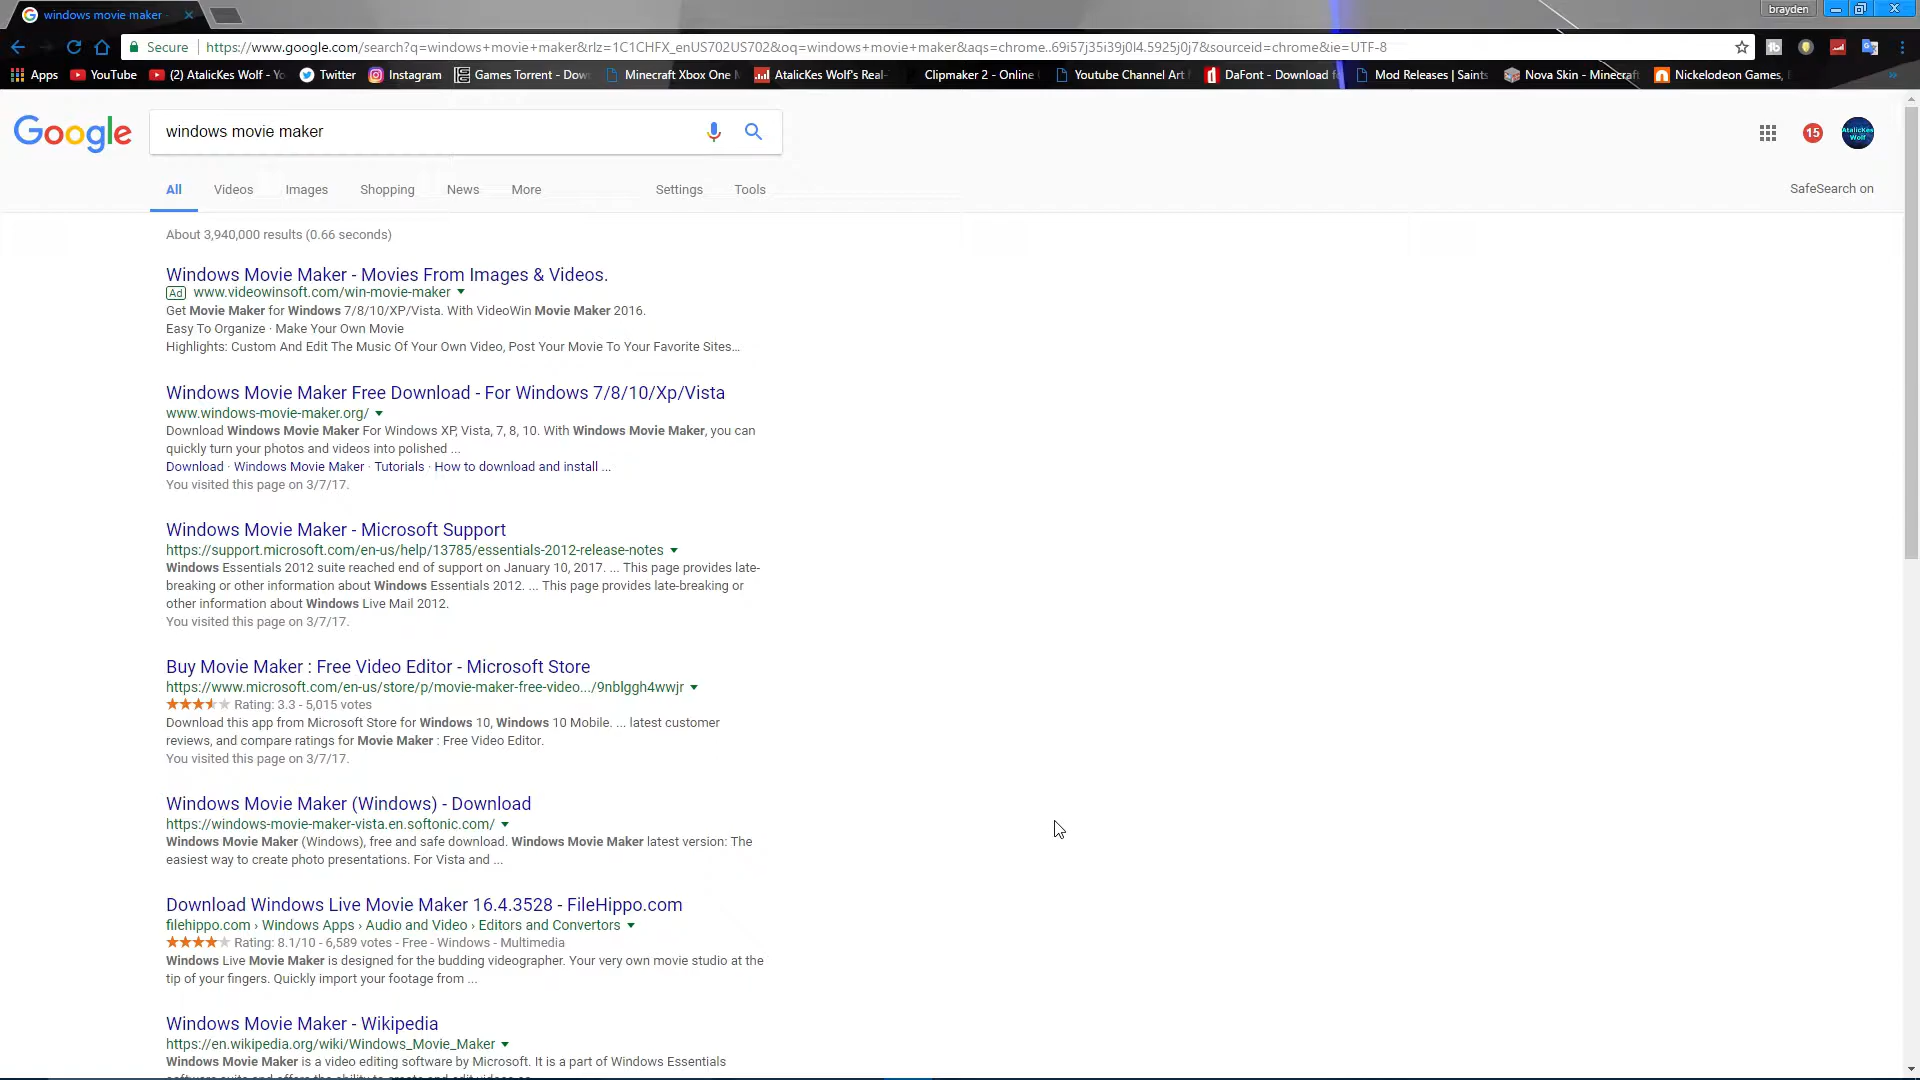 windows movie maker
brayden
Secure
https://www.google.com/search?q=windows+movie+maker&rlz=1C1CHFX_enUS702US702&oq=windows+movie+maker&aqs=chrome..69i57j35i39j0l4.5925j0j7&sourceid=chrome&ie=UTF-8
Apps
YouTube
(2) AtalicKes Wolf - Yo
Twitter
Instagram
Games Torrent - Dow
Minecraft Xbox One
AtalicKes Wolf's Real-
Clipmaker 2 - Online
Youtube Channel Art
DaFont - Download f
Mod Releases | Saints
Nova Skin - Minecraft
Nickelodeon Games,
Google
windows movie maker
15
AtalicKes
Wolf
All
Videos
Images
Shopping
News
More
Settings
Tools
SafeSearch on
About 3,940,000 results (0.66 seconds)
Windows Movie Maker - Movies From Images & Videos.
Ad www.videowinsoft.com/win-movie-maker
Get Movie Maker for Windows 7/8/10/XP/Vista. With VideoWin Movie Maker 2016.
Easy To Organize · Make Your Own Movie
Highlights: Custom And Edit The Music Of Your Own Video, Post Your Movie To Your Favorite Sites...
Windows Movie Maker Free Download - For Windows 7/8/10/Xp/Vista
www.windows-movie-maker.org/
Download Windows Movie Maker For Windows XP, Vista, 7, 8, 10. With Windows Movie Maker, you can
quickly turn your photos and videos into polished ...
Download · Windows Movie Maker · Tutorials · How to download and install ...
You visited this page on 3/7/17.
Windows Movie Maker - Microsoft Support
https://support.microsoft.com/en-us/help/13785/essentials-2012-release-notes
Windows Essentials 2012 suite reached end of support on January 10, 2017. ... This page provides late-
breaking or other information about Windows Essentials 2012. ... This page provides late-breaking or
other information about Windows Live Mail 2012.
You visited this page on 3/7/17.
Buy Movie Maker : Free Video Editor - Microsoft Store
https://www.microsoft.com/en-us/store/p/movie-maker-free-video.../9nblggh4wwjr
Rating: 3.3 - 5,015 votes
Download this app from Microsoft Store for Windows 10, Windows 10 Mobile. ... latest customer
reviews, and compare ratings for Movie Maker : Free Video Editor.
You visited this page on 3/7/17.
Windows Movie Maker (Windows) - Download
https://windows-movie-maker-vista.en.softonic.com/
Windows Movie Maker (Windows), free and safe download. Windows Movie Maker latest version: The
easiest way to create photo presentations. For Vista and ...
Download Windows Live Movie Maker 16.4.3528 - FileHippo.com
filehippo.com › Windows Apps › Audio and Video › Editors and Convertors
Rating: 8.1/10 - 6,589 votes - Free - Windows - Multimedia
Windows Live Movie Maker is designed for the budding videographer. Your very own movie studio at the
tip of your fingers. Quickly import your footage from ...
Windows Movie Maker - Wikipedia
https://en.wikipedia.org/wiki/Windows_Movie_Maker
Windows Movie Maker is a video editing software by Microsoft. It is a part of Windows Essentials